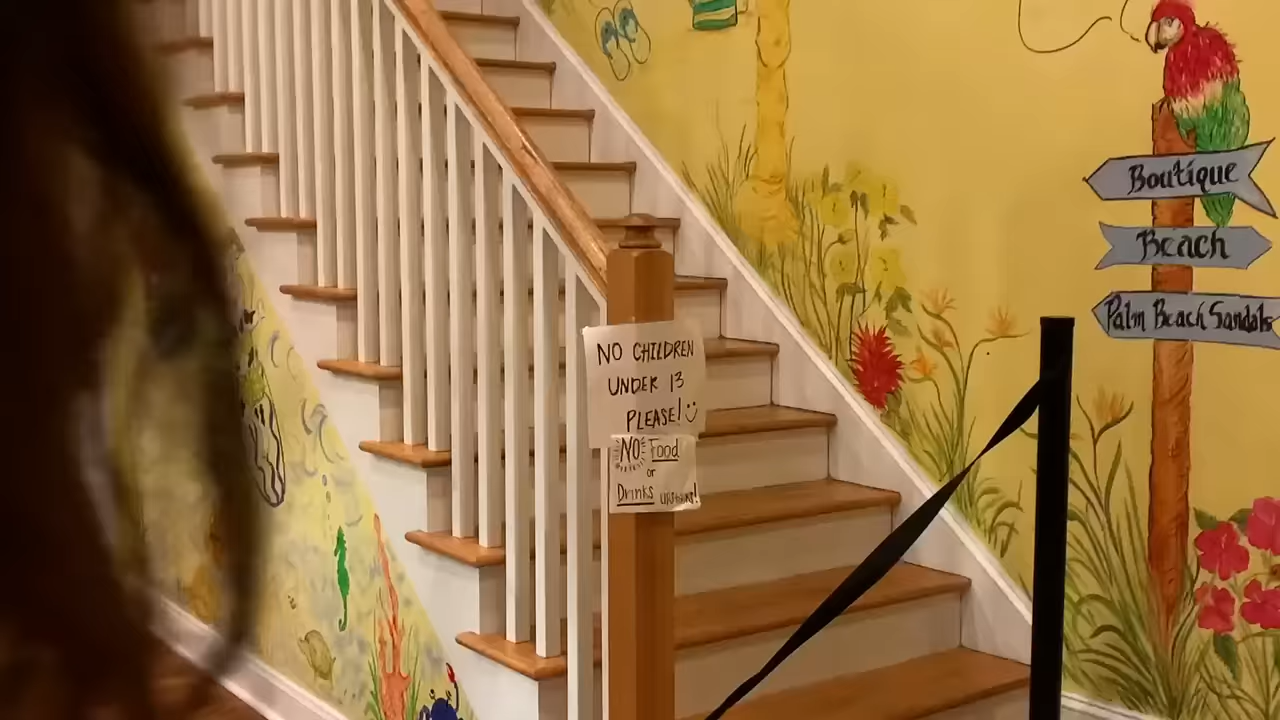 NO CHILDREN
UNDER 13
PLEASE!
NO Food
or
Drinks upstairs!
Boutique
Beach
Palm Beach Sandals